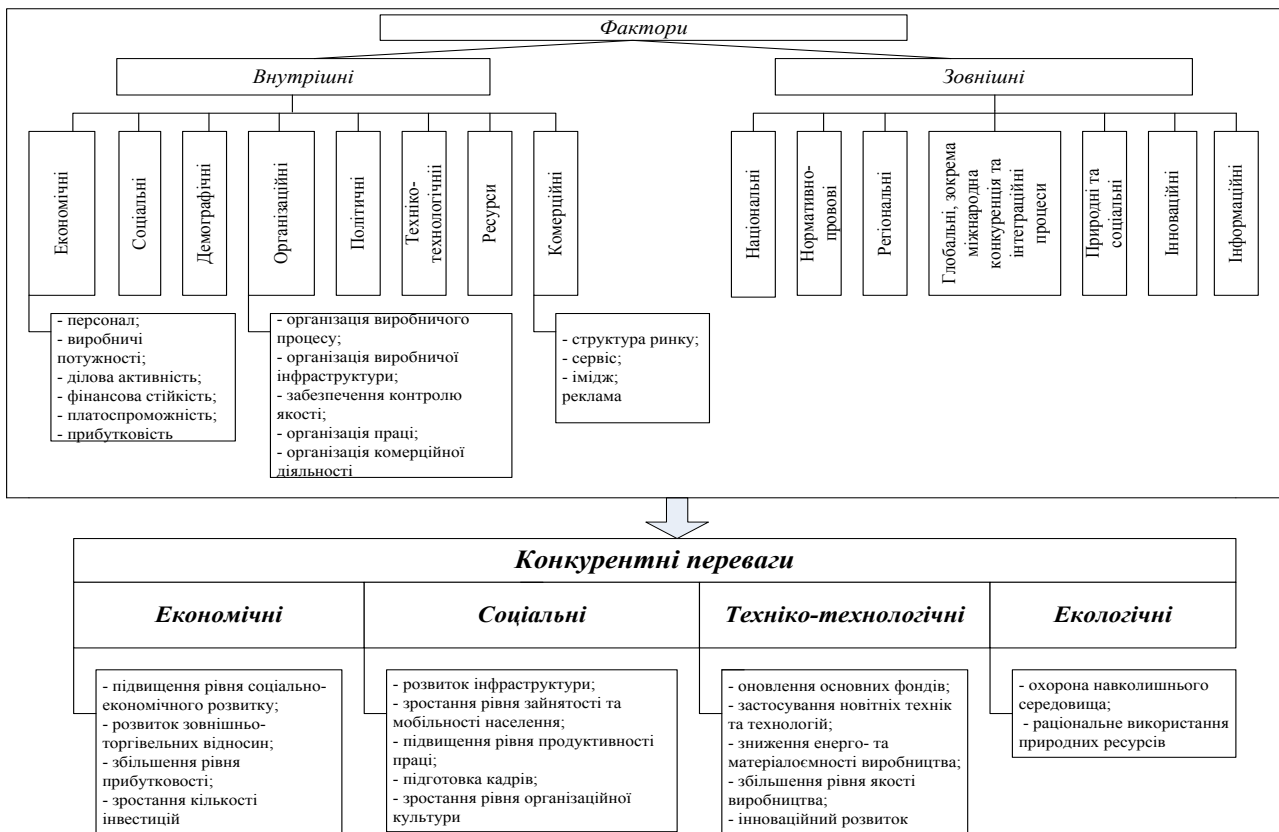 Фактори
Внутрішні
Зовнішні
Економічні
Соціальні
Демографічні
Організаційні
Політичні
Техніко-
технологічніі
Ресурси
Комерційні
Національні
Нормативно-
провові
Регіональні
Глобальні, зокрема
міжнародна
конкуренція та
інтеграційні
процеси
Природні та
соціальні
Інноваційні
Інформаційні
- персонал;
- виробничі
потужності;
- ділова активність;
- фінансова стійкість;
- платоспроможність;
- прибутковість
- організація виробничого
процесу;
- організація виробничої
інфраструктури;
- забезпечення контролю
якості;
- організація праці;
- організація комерційної
діяльності
- структура ринку;
- сервіс;
- імідж;
реклама
Конкурентні переваги
Економічні
Соціальні
Техніко-технологічні
Екологічні
- підвищення рівня соціально-
економічного розвитку;
- розвиток зовнішньо-
торгівельних відносин;
- збільшення рівня
прибутковості;
- зростання кількості
інвестицій
- розвиток інфраструктури;
- зростання рівня зайнятості та
мобільності населення;
- підвищення рівня продуктивності
праці;
- підготовка кадрів;
- зростання рівня організаційної
культури
- оновлення основних фондів;
- застосування новітніх технік
та технологій;
- зниження енерго- та
матеріалоємності виробництва;
- збільшення рівня якості
виробництва;
- інноваційний розвиток
- охорона навколишнього
середовища;
- раціональне використання
природних ресурсів